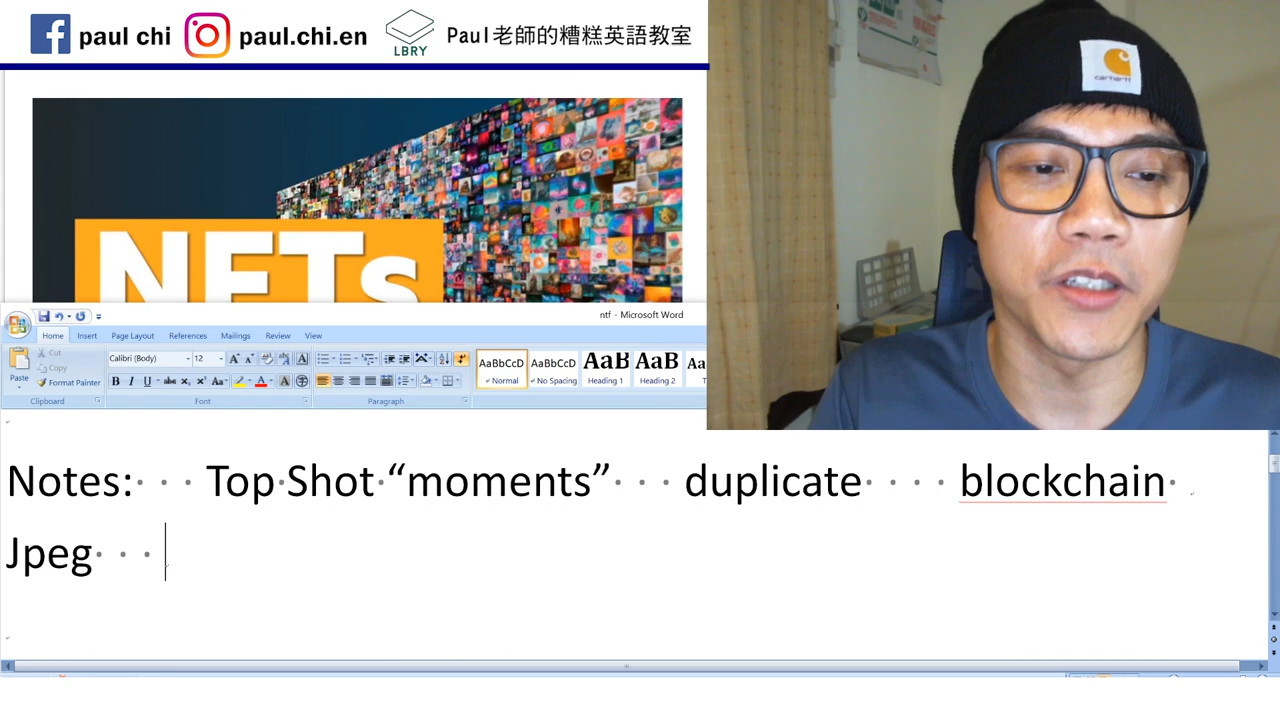 paul chi paul.chi.en LBRY Paul老師的糟糕英語教室
carhartt
NFTs
ntf - Microsoft Word
Home Insert Page Layout References Mailings Review View
Cut
Copy
Format Painter
Paste
Calibri (Body) 12
AaBbCcD AaBbCcD AaB AaB Aa
Normal No Spacing Heading 1 Heading 2 T
Clipboard Font Paragraph
Notes: Top Shot “moments” duplicate blockchain
Jpeg